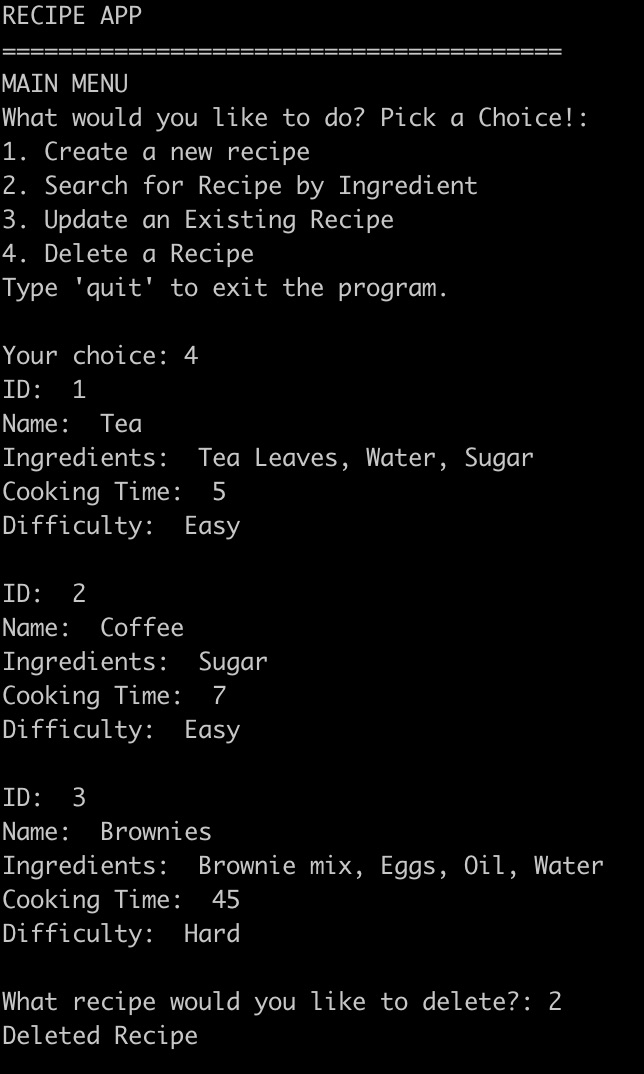 RECIPE APP
========================================
MAIN MENU
What would you like to do? Pick a Choice!:
1. Create a new recipe
2. Search for Recipe by Ingredient
3. Update an Existing Recipe
4. Delete a Recipe
Type 'quit' to exit the program.

Your choice: 4
ID:  1
Name:  Tea
Ingredients:  Tea Leaves, Water, Sugar
Cooking Time:  5
Difficulty:  Easy

ID:  2
Name:  Coffee
Ingredients:  Sugar
Cooking Time:  7
Difficulty:  Easy

ID:  3
Name:  Brownies
Ingredients:  Brownie mix, Eggs, Oil, Water
Cooking Time:  45
Difficulty:  Hard

What recipe would you like to delete?: 2
Deleted Recipe